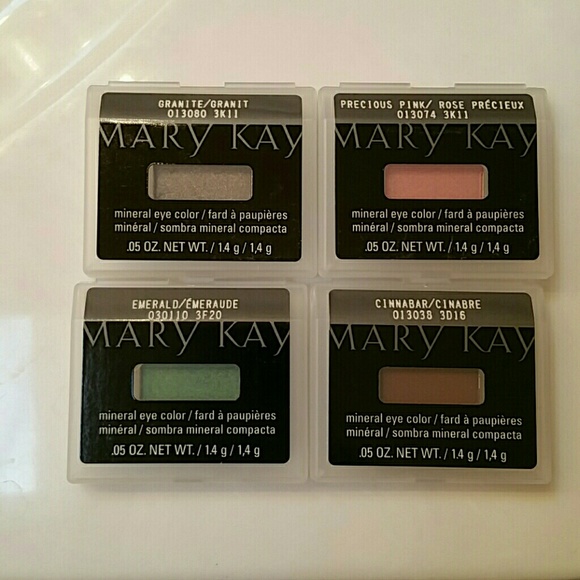 GRANITE/GRANIT
013080 3K11
MARY KAY
mineral eye color / fard à paupières
minéral / sombra mineral compacta
.05 OZ. NET WT. / 1.4 g / 1,4 g
PRECIOUS PINK/ ROSE PRÉCIEUX
013074 3K11
MARY KAY
mineral eye color / fard à paupières
minéral / sombra mineral compacta
.05 OZ. NET WT. / 1.4 g / 1,4 g
EMERALD/ÉMERAUDE
030110 3F20
MARY KAY
mineral eye color / fard à paupières
minéral / sombra mineral compacta
.05 OZ. NET WT. / 1.4 g / 1,4 g
CINNABAR/CINABRE
013038 3D16
MARY KAY
mineral eye color / fard à paupières
minéral / sombra mineral compacta
.05 OZ. NET WT. / 1.4 g / 1,4 g